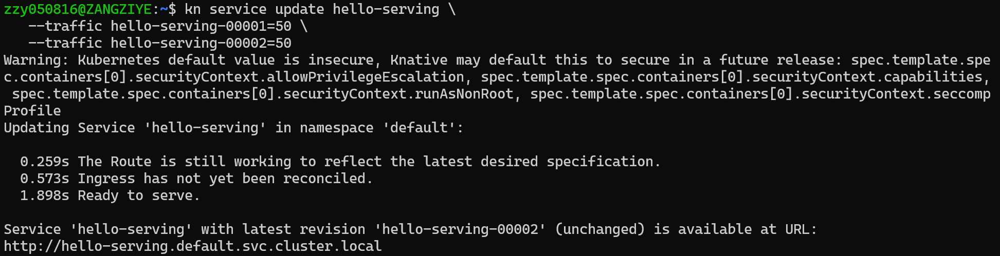 zzy050816@ZANGZIYE:~$ kn service update hello-serving \
   --traffic hello-serving-00001=50 \
   --traffic hello-serving-00002=50
Warning: Kubernetes default value is insecure, Knative may default this to secure in a future release: spec.template.spe
c.containers[0].securityContext.allowPrivilegeEscalation, spec.template.spec.containers[0].securityContext.capabilities,
 spec.template.spec.containers[0].securityContext.runAsNonRoot, spec.template.spec.containers[0].securityContext.seccomp
Profile
Updating Service 'hello-serving' in namespace 'default':

  0.259s The Route is still working to reflect the latest desired specification.
  0.573s Ingress has not yet been reconciled.
  1.898s Ready to serve.

Service 'hello-serving' with latest revision 'hello-serving-00002' (unchanged) is available at URL:
http://hello-serving.default.svc.cluster.local